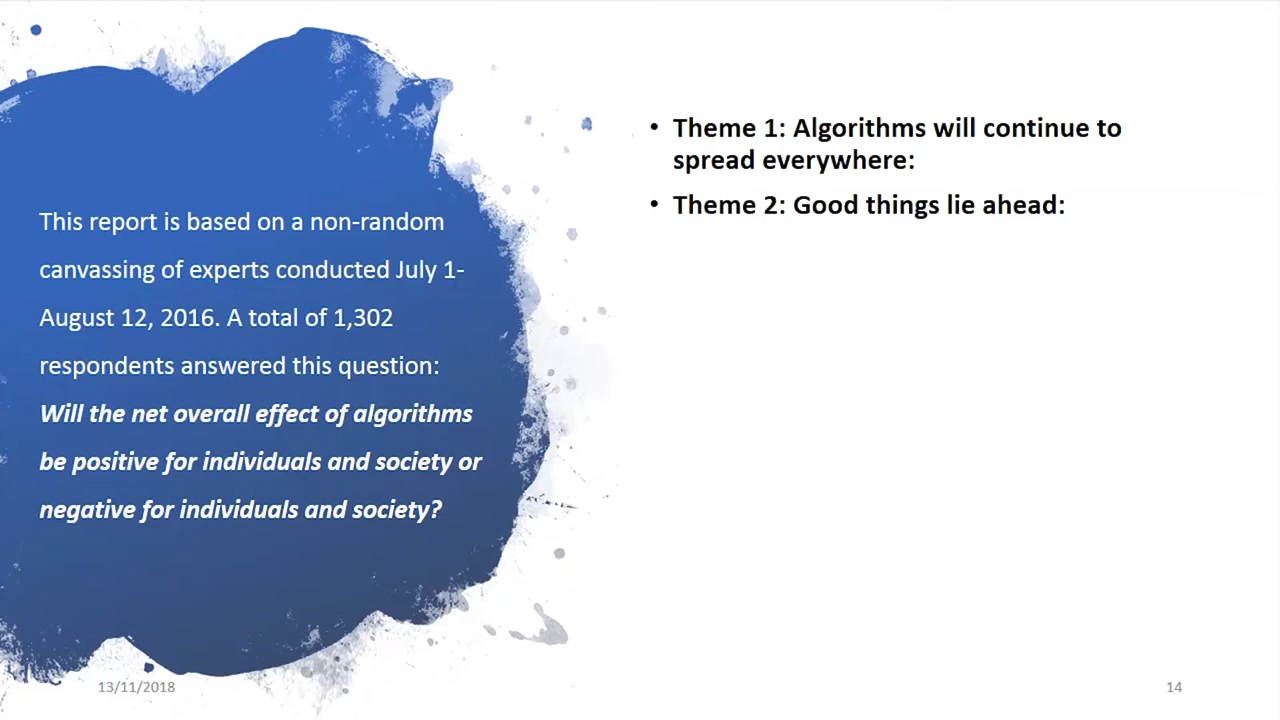 This report is based on a non-random
canvassing of experts conducted July 1-
August 12, 2016. A total of 1,302
respondents answered this question:
Will the net overall effect of algorithms
be positive for individuals and society or
negative for individuals and society?
• Theme 1: Algorithms will continue to
spread everywhere:
• Theme 2: Good things lie ahead:
13/11/2018
14